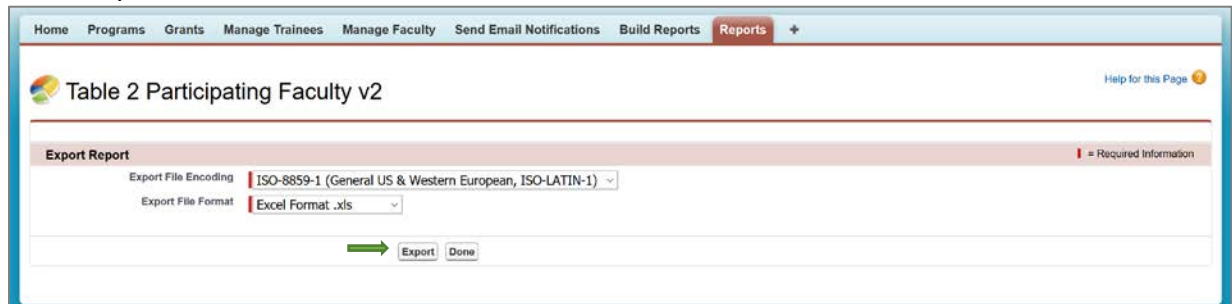 Home Programs Grants Manage Trainees Manage Faculty Send Email Notifications Build Reports Reports +
Table 2 Participating Faculty v2
Help for this Page
Export Report
= Required Information
Export File Encoding ISO-8859-1 (General US & Western European, ISO-LATIN-1)
Export File Format Excel Format .xls
Export Done